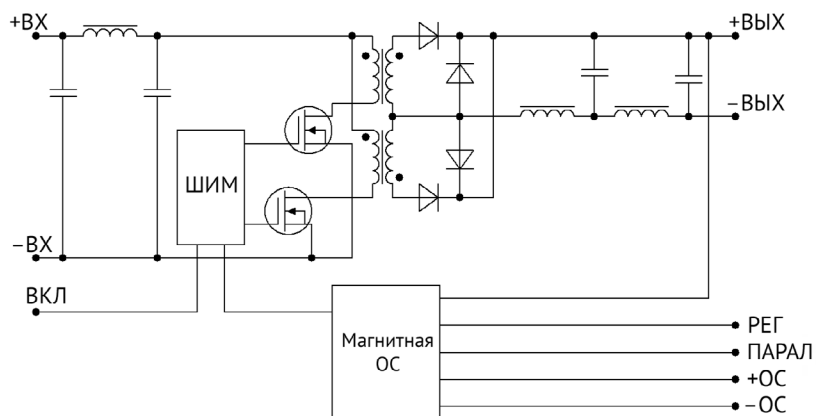 +ВХ
+ВЫХ
−ВЫХ
ШИМ
−ВХ
ВКЛ
Магнитная
ОС
РЕГ
ПАРАЛ
+ОС
−ОС